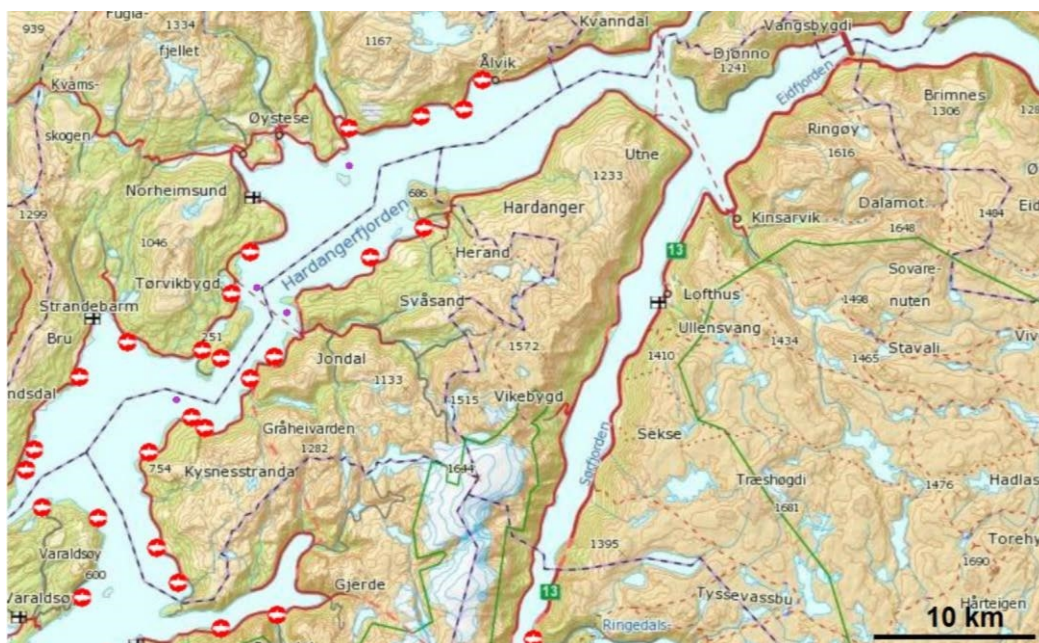 939
Fugla-
1334
fjellet
1167
Kvanndal
Vangsbygdi
Ålvik
Djønno
1241
Kvams-
skogen
Øystese
Eidfjorden
Brimnes
1306
Utne
Ringøy
1616
Norheimsund
686
1233
Hardanger
Dalamot
1299
Hardangerfjorden
Kinsarvik
1648
1484
1046
Herand
13
Sovare-
nuten
Tørvikbygd
Svåsand
Lofthus
1498
Strandebarm
Bru
251
Ullensvang
1434
Stavali
1572
1410
1465
Jondal
1133
Vikebygd
1515
Gråheivarden
1282
Sekse
754
Kysnesstranda
1644
Sørfjorden
Træshøgdi
1476
1681
Varaldsøy
600
1395
1690
Gjerde
13
Tyssevassbu
Hårteigen
10 km
Ringedals-